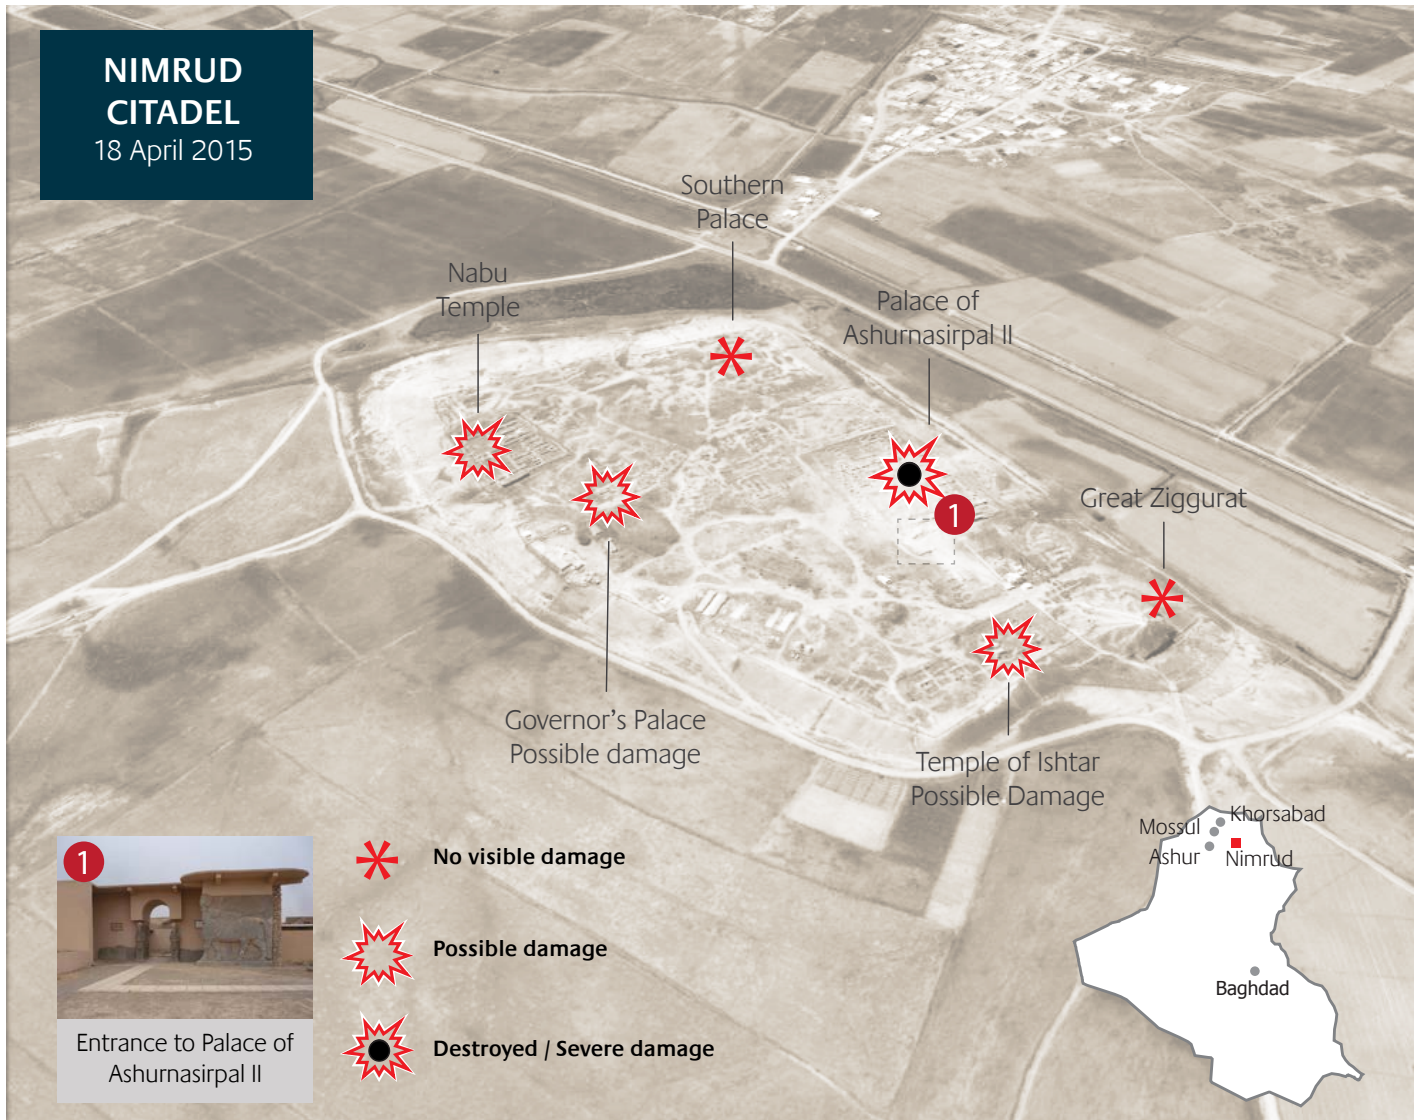 NIMRUD
CITADEL
18 April 2015
Southern
Palace
Nabu
Temple
Palace of
Ashurnasirpal II
1
Great Ziggurat
Governor’s Palace
Possible damage
Temple of Ishtar
Possible Damage
1
Entrance to Palace of
Ashurnasirpal II
No visible damage
Possible damage
Destroyed / Severe damage
Khorsabad
Mossul
Ashur
Nimrud
Baghdad